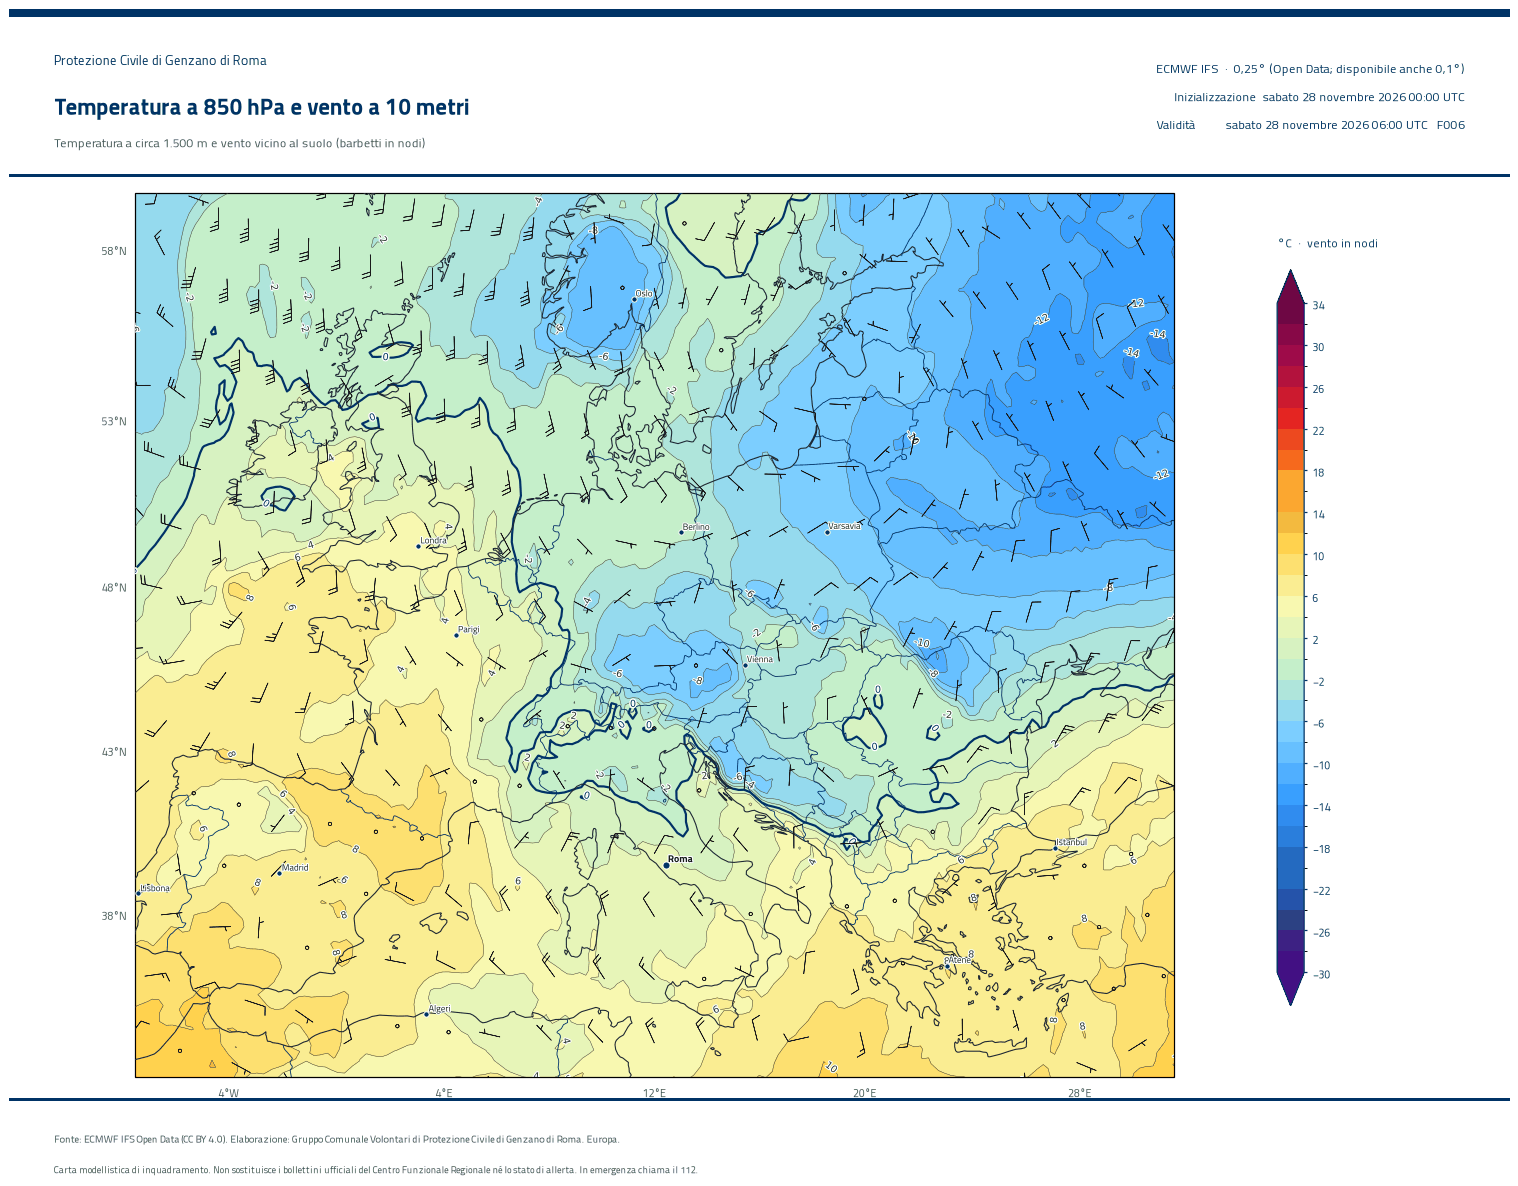 Protezione Civile di Genzano di Roma
Temperatura a 850 hPa e vento a 10 metri
Temperatura a circa 1.500 m e vento vicino al suolo (barbetti in nodi)
ECMWF IFS · 0,25° (Open Data; disponibile anche 0,1°)
Inizializzazione sabato 28 novembre 2026 00:00 UTC
Validità sabato 28 novembre 2026 06:00 UTC F006
°C · vento in nodi
34
30
26
22
18
14
10
6
2
−2
−6
−10
−14
−18
−22
−26
−30
58°N
53°N
48°N
43°N
38°N
4°W
4°E
12°E
20°E
28°E
Oslo
Berlino
Varsavia
Londra
Parigi
Vienna
Roma
Istanbul
Madrid
Lisbona
Atene
Algeri
Fonte: ECMWF IFS Open Data (CC BY 4.0). Elaborazione: Gruppo Comunale Volontari di Protezione Civile di Genzano di Roma. Europa.
Carta modellistica di inquadramento. Non sostituisce i bollettini ufficiali del Centro Funzionale Regionale né lo stato di allerta. In emergenza chiama il 112.